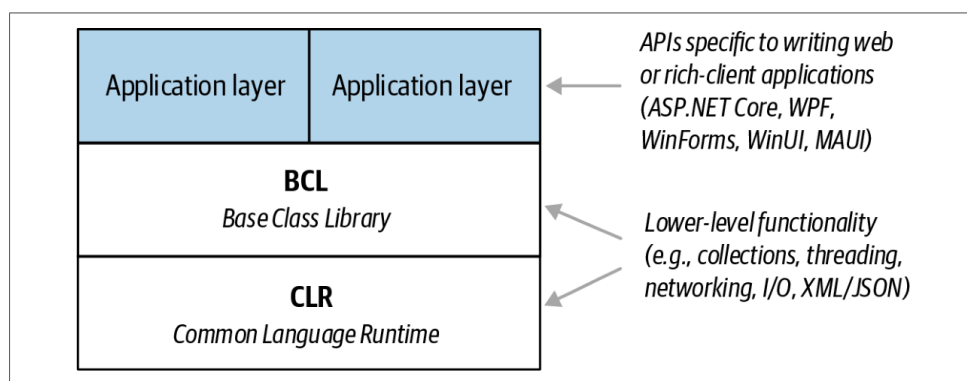 Application layer
Application layer
APIs specific to writing web
or rich-client applications
(ASP.NET Core, WPF,
WinForms, WinUI, MAUI)
BCL
Base Class Library
Lower-level functionality
(e.g., collections, threading,
networking, I/O, XML/JSON)
CLR
Common Language Runtime